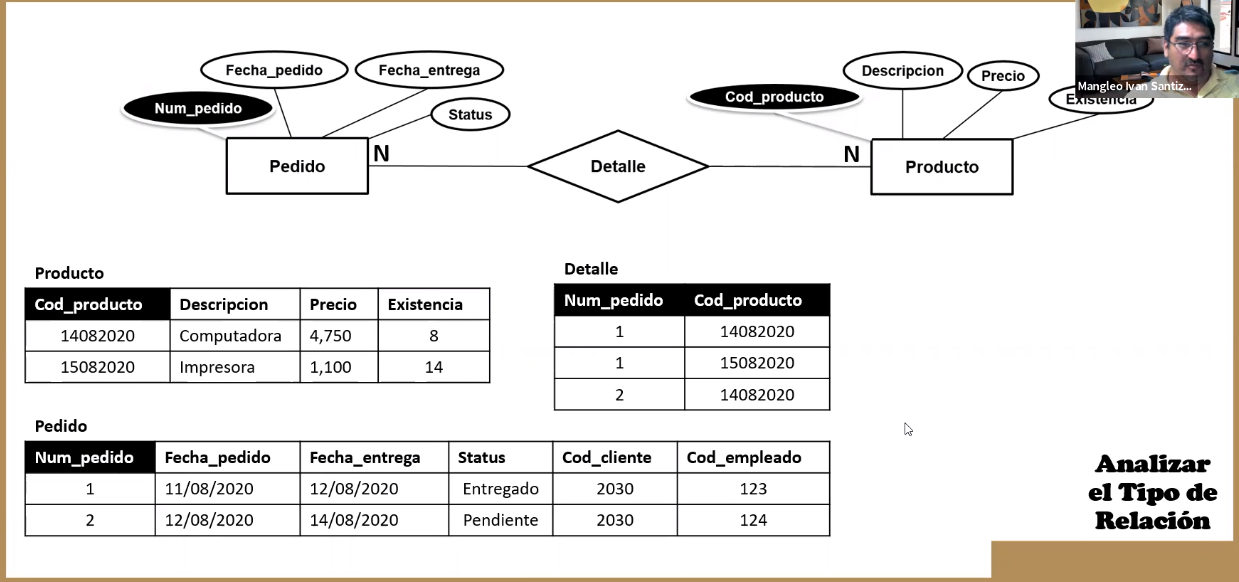 Fecha_pedido
Fecha_entrega
Num_pedido
Status
Pedido
N
Detalle
N
Cod_producto
Descripcion
Precio
Existencia
Producto
Mangleo Ivan Santiz...
Producto
Cod_producto Descripcion Precio Existencia
14082020 Computadora 4,750 8
15082020 Impresora 1,100 14
Detalle
Num_pedido Cod_producto
1 14082020
1 15082020
2 14082020
Pedido
Num_pedido Fecha_pedido Fecha_entrega Status Cod_cliente Cod_empleado
1 11/08/2020 12/08/2020 Entregado 2030 123
2 12/08/2020 14/08/2020 Pendiente 2030 124
Analizar
el Tipo de
Relación